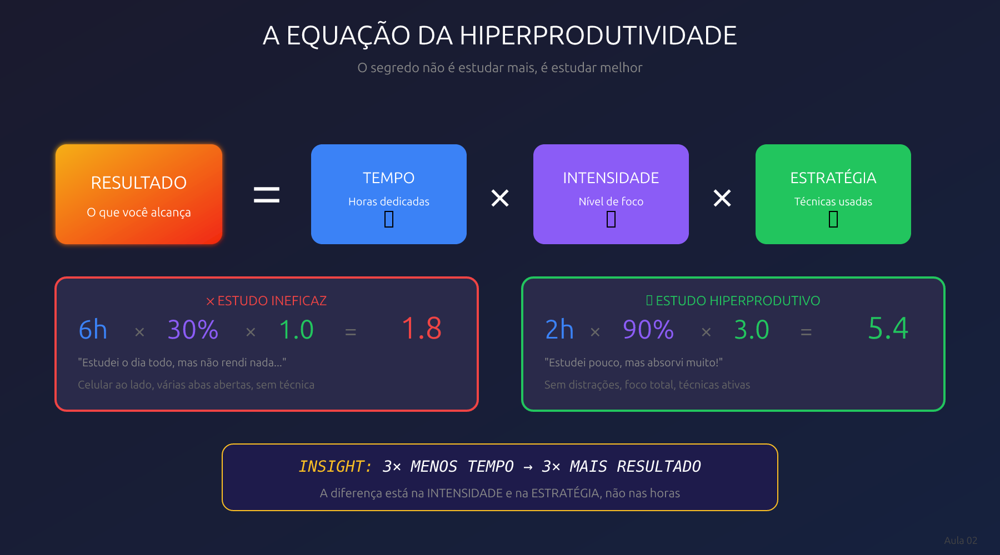 A EQUAÇÃO DA HIPERPRODUTIVIDADE
O segredo não é estudar mais, é estudar melhor
RESULTADO
O que você alcança
=
TEMPO
Horas dedicadas
×
INTENSIDADE
Nível de foco
×
ESTRATÉGIA
Técnicas usadas
× ESTUDO INEFICAZ
6h × 30% × 1.0 = 1.8
"Estudei o dia todo, mas não rendi nada..."
Celular ao lado, várias abas abertas, sem técnica
ESTUDO HIPERPRODUTIVO
2h × 90% × 3.0 = 5.4
"Estudei pouco, mas absorvi muito!"
Sem distrações, foco total, técnicas ativas
INSIGHT: 3× MENOS TEMPO → 3× MAIS RESULTADO
A diferença está na INTENSIDADE e na ESTRATÉGIA, não nas horas
Aula 02